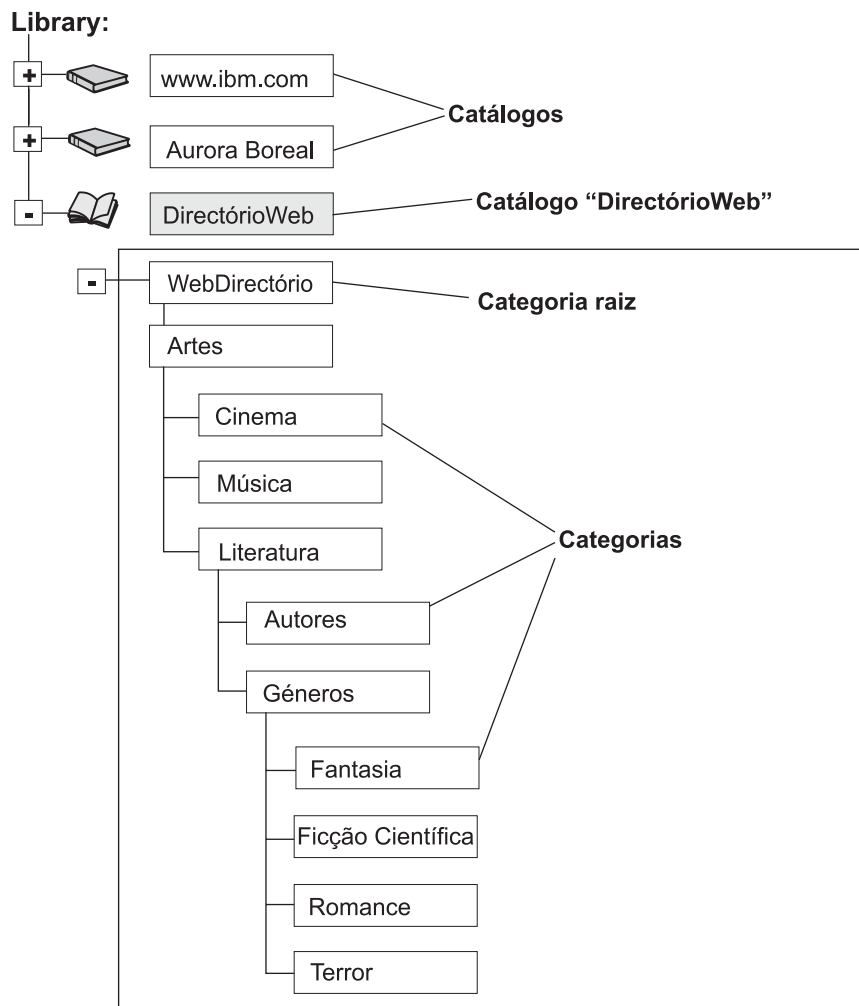 Library:
+
www.ibm.com
Catálogos
+
Aurora Boreal
-
DirectórioWeb
Catálogo “DirectórioWeb”
-
WebDirectório
Categoria raiz
Artes
Cinema
Música
Literatura
Categorias
Autores
Géneros
Fantasia
Ficção Científica
Romance
Terror